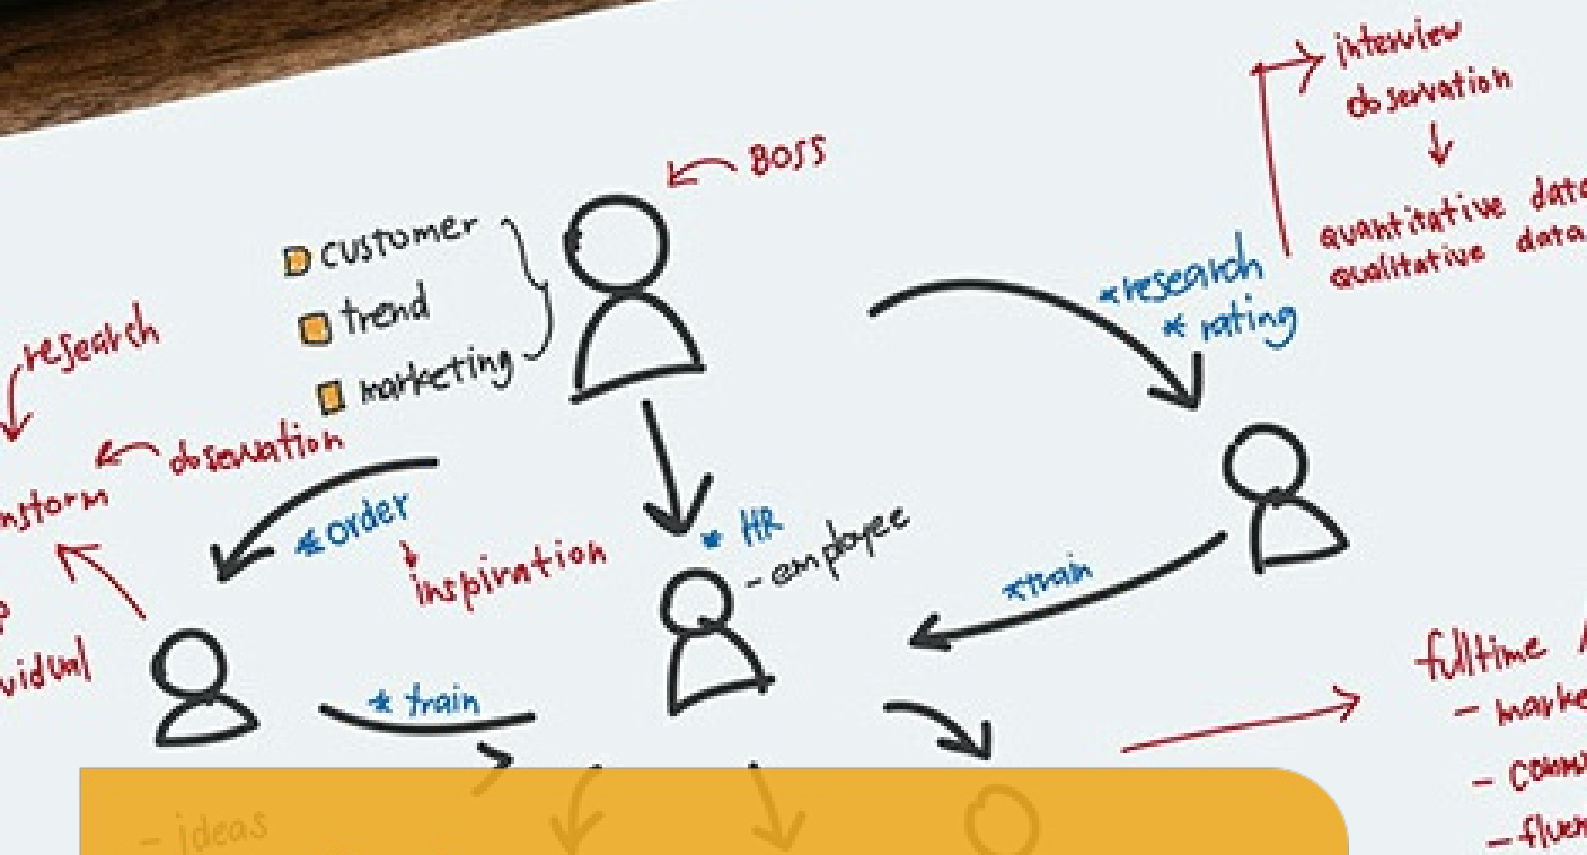 interview
observation
BOSS
customer
trend
marketing
quantitative data
qualitative data
*research
* rating
research
observation
*order
inspiration
* HR
- employee
*train
* train
fulltime
- ideas